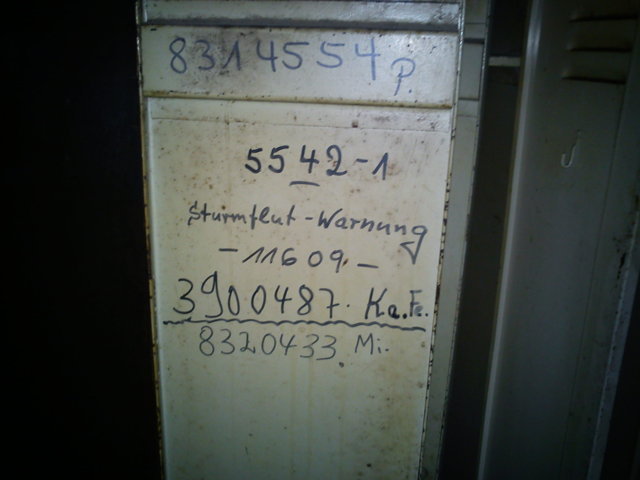 8314554 P.
5542-1
Sturmflut-Warnung
- 11609. -
3900487. Ka.Fe.
8320433. Mi.